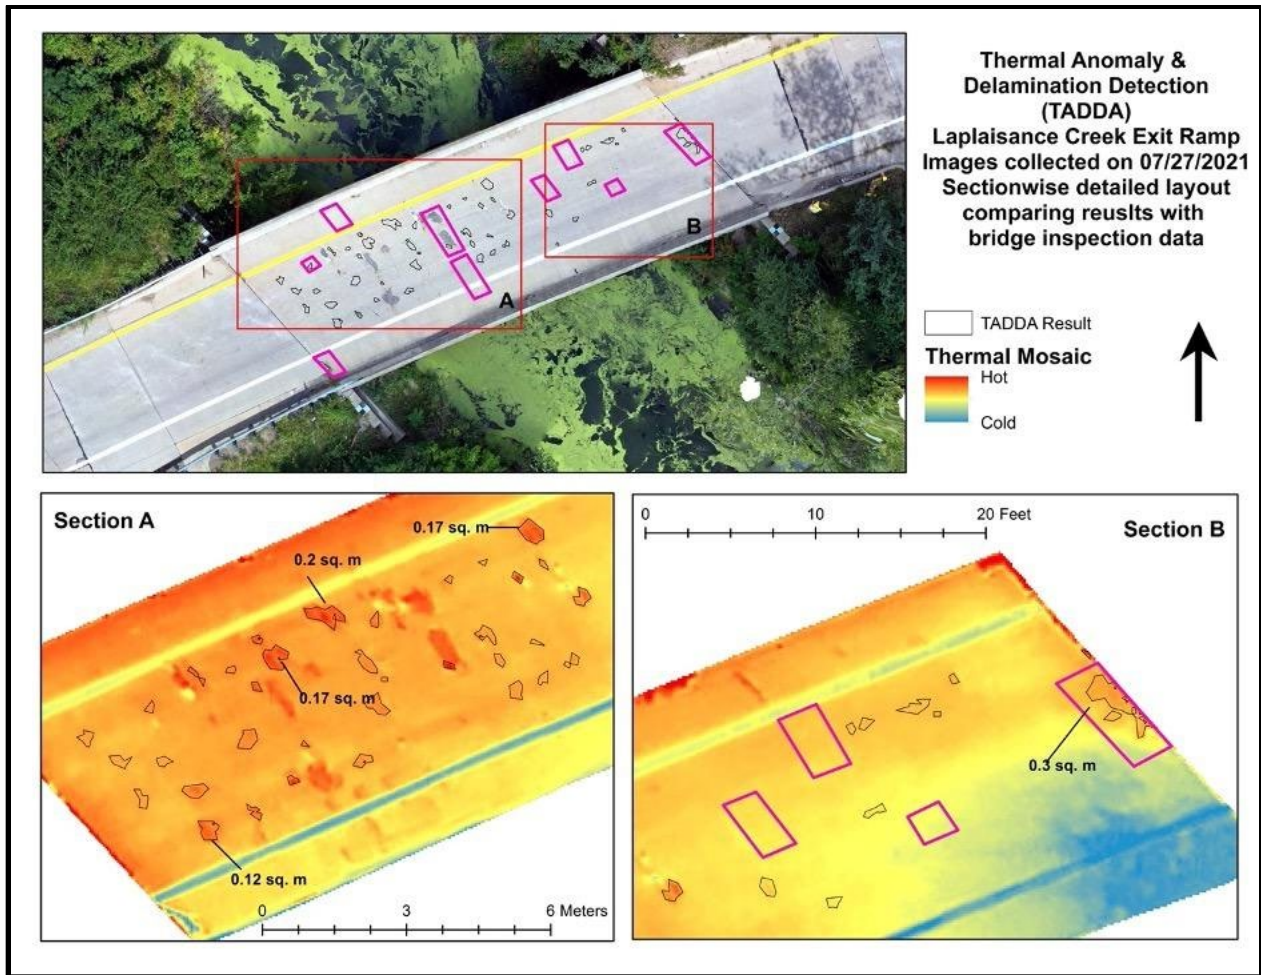 Thermal Anomaly &
Delamination Detection
(TADDA)
Laplaisance Creek Exit Ramp
Images collected on 07/27/2021
Sectionwise detailed layout
comparing reuslts with
bridge inspection data
A
B
TADDA Result
Thermal Mosaic
Hot
Cold
Section A
0.17 sq. m
0.2 sq. m
0.17 sq. m
0.12 sq. m
0 3 6 Meters
0 10 20 Feet
Section B
0.3 sq. m